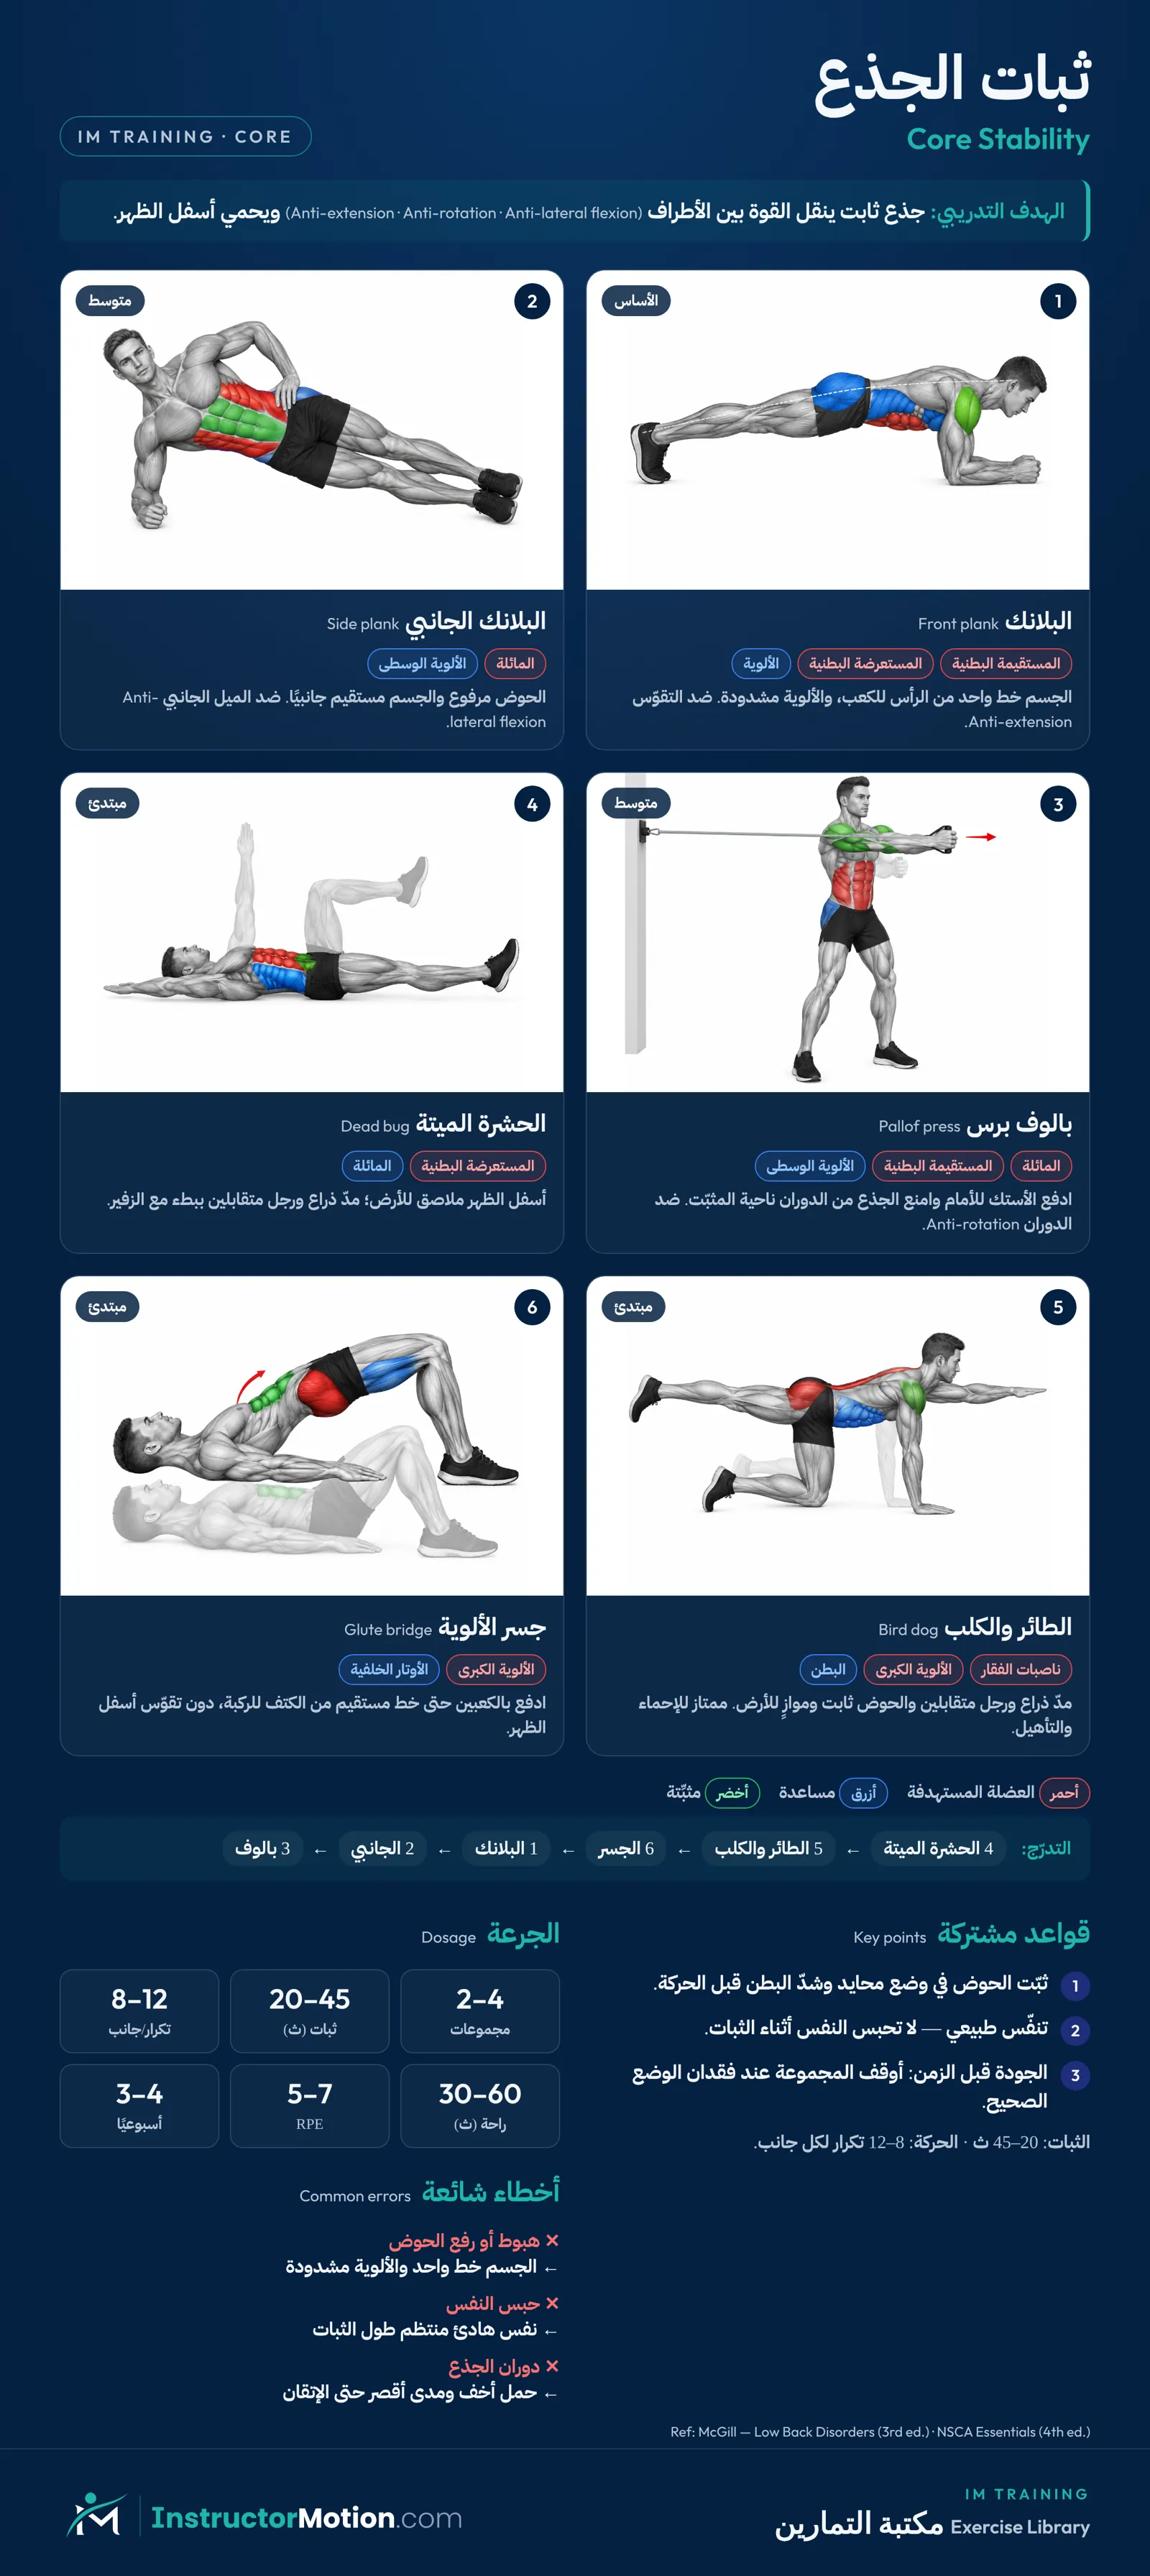 ثبات الجذع
Core Stability
IM TRAINING · CORE
الهدف التدريبي: جذع ثابت ينقل القوة بين الأطراف (Anti-extension · Anti-rotation · Anti-lateral flexion) ويحمي أسفل الظهر.
1
الأساس
البلانك Front plank
المستقيمة البطنية المستعرضة البطنية الألوية
الجسم خط واحد من الرأس للكعب، والألوية مشدودة. ضد التقوّس
Anti-extension.
2
متوسط
البلانك الجانبي Side plank
المائلة الألوية الوسطى
الحوض مرفوع والجسم مستقيم جانبيًا. ضد الميل الجانبي Anti-
lateral flexion.
3
متوسط
بالوف برس Pallof press
المائلة المستقيمة البطنية الألوية الوسطى
ادفع الأستك للأمام وامنع الجذع من الدوران ناحية المثبّت. ضد
الدوران Anti-rotation.
4
مبتدئ
الحشرة الميتة Dead bug
المستعرضة البطنية المائلة
أسفل الظهر ملاصق للأرض؛ مدّ ذراع ورجل متقابلين ببطء مع الزفير.
5
مبتدئ
الطائر والكلب Bird dog
ناصبات الفقار الألوية الكبرى البطن
مدّ ذراع ورجل متقابلين والحوض ثابت وموازٍ للأرض. ممتاز للإحماء
والتأهيل.
6
مبتدئ
جسر الألوية Glute bridge
الألوية الكبرى الأوتار الخلفية
ادفع بالكعبين حتى خط مستقيم من الكتف للركبة، دون تقوّس أسفل
الظهر.
أحمر العضلة المستهدفة أزرق مساعدة أخضر مثبِّتة
التدرّج: 4 الحشرة الميتة ← 5 الطائر والكلب ← 6 الجسر ← 1 البلانك ← 2 الجانبي ← 3 بالوف
قواعد مشتركة Key points
1 ثبّت الحوض في وضع محايد وشدّ البطن قبل الحركة.
2 تنفّس طبيعي — لا تحبس النفس أثناء الثبات.
3 الجودة قبل الزمن: أوقف المجموعة عند فقدان الوضع
الصحيح.
الثبات: 20–45 ث · الحركة: 8–12 تكرار لكل جانب.
الجرعة Dosage
2–4
مجموعات
20–45
ثبات (ث)
8–12
تكرار/جانب
30–60
راحة (ث)
5–7
RPE
3–4
أسبوعيًا
أخطاء شائعة Common errors
✕ هبوط أو رفع الحوض
← الجسم خط واحد والألوية مشدودة
✕ حبس النفس
← نفس هادئ منتظم طول الثبات
✕ دوران الجذع
← حمل أخف ومدى أقصر حتى الإتقان
Ref: McGill — Low Back Disorders (3rd ed.) · NSCA Essentials (4th ed.)
IM TRAINING
مكتبة التمارين Exercise Library
InstructorMotion.com